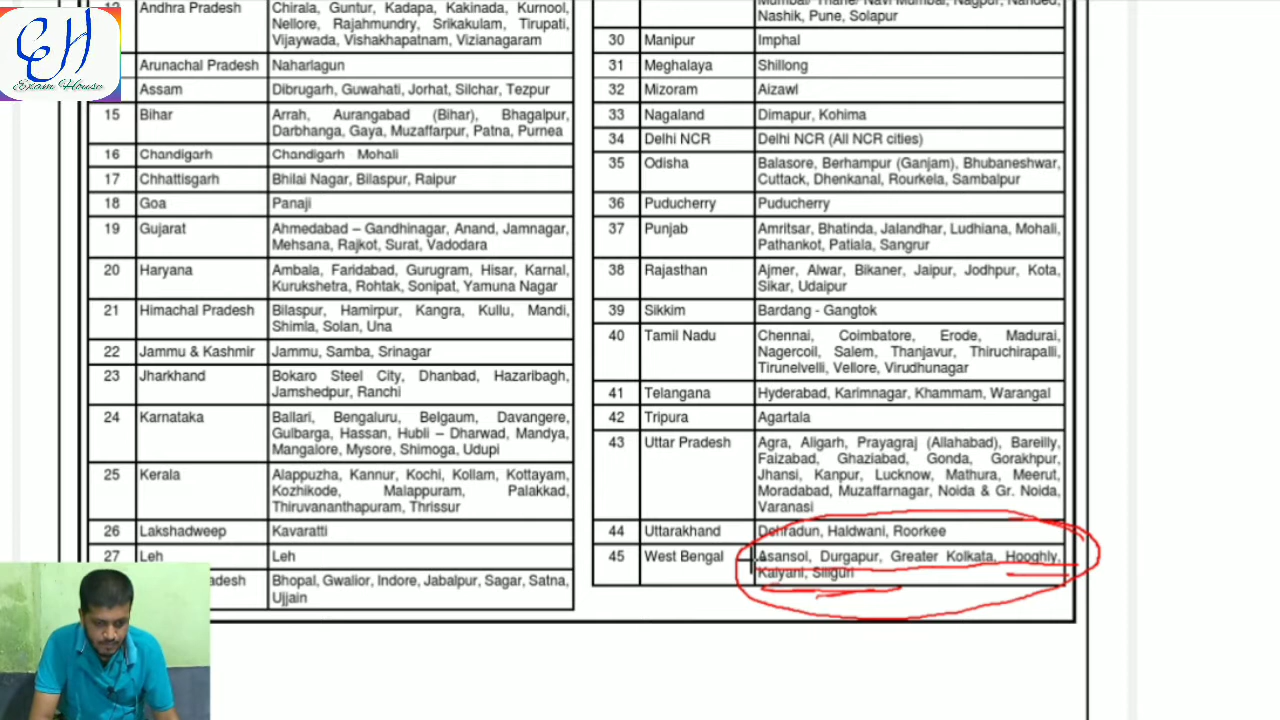 EH
Exam House
Andhra Pradesh
Chirala, Guntur, Kadapa, Kakinada, Kurnool,
Nellore, Rajahmundry, Srikakulam, Tirupati,
Vijaywada, Vishakhapatnam, Vizianagaram
Arunachal Pradesh Naharlagun
Assam Dibrugarh, Guwahati, Jorhat, Silchar, Tezpur
15 Bihar Arrah, Aurangabad (Bihar), Bhagalpur,
Darbhanga, Gaya, Muzaffarpur, Patna, Purnea
16 Chandigarh Chandigarh Mohali
17 Chhattisgarh Bhilai Nagar, Bilaspur, Raipur
18 Goa Panaji
19 Gujarat Ahmedabad – Gandhinagar, Anand, Jamnagar,
Mehsana, Rajkot, Surat, Vadodara
20 Haryana Ambala, Faridabad, Gurugram, Hisar, Karnal,
Kurukshetra, Rohtak, Sonipat, Yamuna Nagar
21 Himachal Pradesh Bilaspur, Hamirpur, Kangra, Kullu, Mandi,
Shimla, Solan, Una
22 Jammu & Kashmir Jammu, Samba, Srinagar
23 Jharkhand Bokaro Steel City, Dhanbad, Hazaribagh,
Jamshedpur, Ranchi
24 Karnataka Ballari, Bengaluru, Belgaum, Davangere,
Gulbarga, Hassan, Hubli – Dharwad, Mandya,
Mangalore, Mysore, Shimoga, Udupi
25 Kerala Alappuzha, Kannur, Kochi, Kollam, Kottayam,
Kozhikode, Malappuram, Palakkad,
Thiruvananthapuram, Thrissur
26 Lakshadweep Kavaratti
27 Leh Leh
adesh Bhopal, Gwalior, Indore, Jabalpur, Sagar, Satna,
Ujjain
Mumbai/ Thane/ Navi Mumbai, Nagpur, Nanded,
Nashik, Pune, Solapur
30 Manipur Imphal
31 Meghalaya Shillong
32 Mizoram Aizawl
33 Nagaland Dimapur, Kohima
34 Delhi NCR Delhi NCR (All NCR cities)
35 Odisha Balasore, Berhampur (Ganjam), Bhubaneshwar,
Cuttack, Dhenkanal, Rourkela, Sambalpur
36 Puducherry Puducherry
37 Punjab Amritsar, Bhatinda, Jalandhar, Ludhiana, Mohali,
Pathankot, Patiala, Sangrur
38 Rajasthan Ajmer, Alwar, Bikaner, Jaipur, Jodhpur, Kota,
Sikar, Udaipur
39 Sikkim Bardang - Gangtok
40 Tamil Nadu Chennai, Coimbatore, Erode, Madurai,
Nagercoil, Salem, Thanjavur, Thiruchirapalli,
Tirunelvelli, Vellore, Virudhunagar
41 Telangana Hyderabad, Karimnagar, Khammam, Warangal
42 Tripura Agartala
43 Uttar Pradesh Agra, Aligarh, Prayagraj (Allahabad), Bareilly,
Faizabad, Ghaziabad, Gonda, Gorakhpur,
Jhansi, Kanpur, Lucknow, Mathura, Meerut,
Moradabad, Muzaffarnagar, Noida & Gr. Noida,
Varanasi
44 Uttarakhand Dehradun, Haldwani, Roorkee
45 West Bengal Asansol, Durgapur, Greater Kolkata, Hooghly,
Kalyani, Siliguri